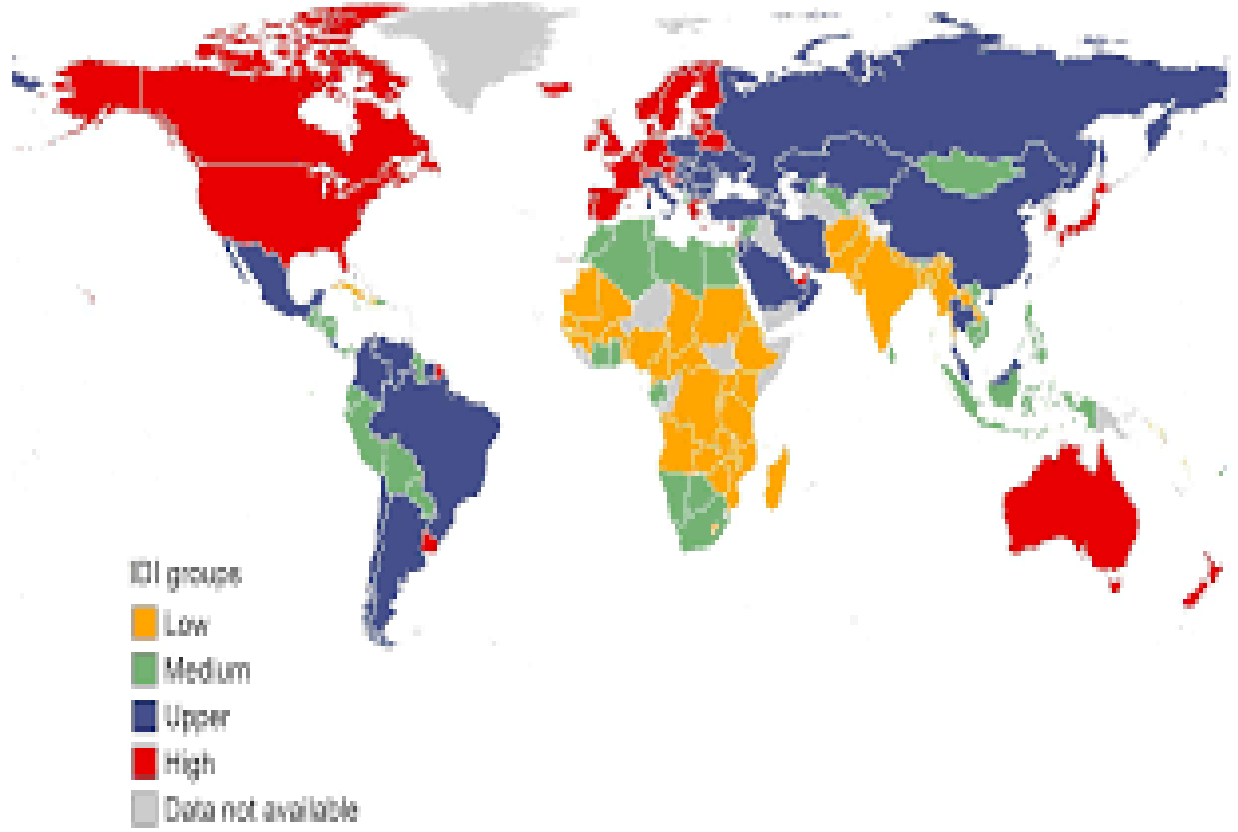 IDI groups
Low
Medium
Upper
High
Data not available